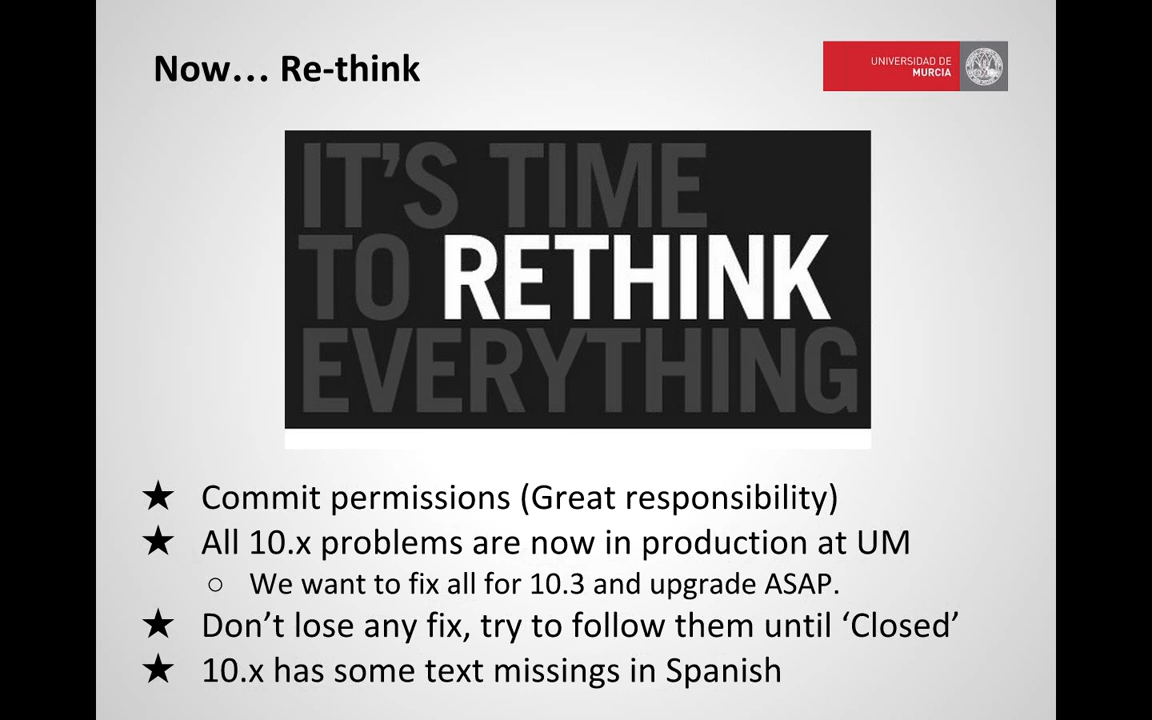 Now... Re-think
UNIVERSIDAD DE
MURCIA
IT'S TIME
TO RETHINK
EVERYTHING
★ Commit permissions (Great responsibility)
★ All 10.x problems are now in production at UM
○ We want to fix all for 10.3 and upgrade ASAP.
★ Don't lose any fix, try to follow them until ‘Closed’
★ 10.x has some text missings in Spanish